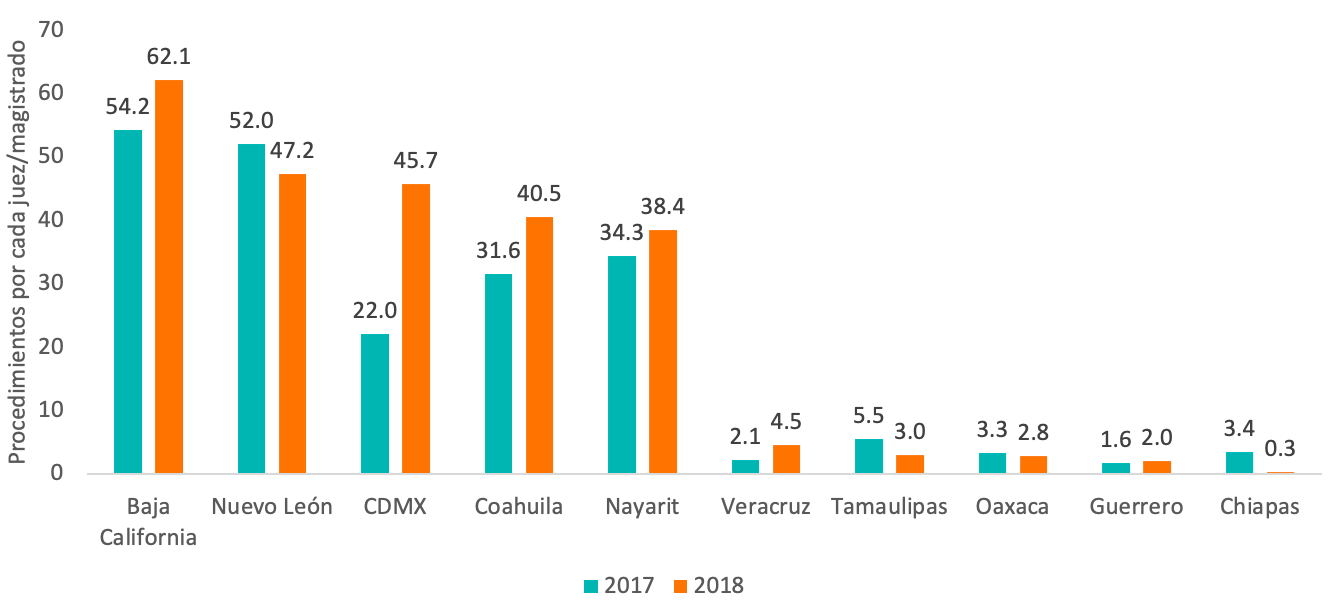 Procedimientos por cada juez/magistrado
70
60
50
40
30
20
10
0
54.2
62.1
52.0
47.2
22.0
45.7
31.6
40.5
34.3
38.4
2.1
4.5
5.5
3.0
3.3
2.8
1.6
2.0
3.4
0.3
Baja
California
Nuevo León
CDMX
Coahuila
Nayarit
Veracruz
Tamaulipas
Oaxaca
Guerrero
Chiapas
2017
2018